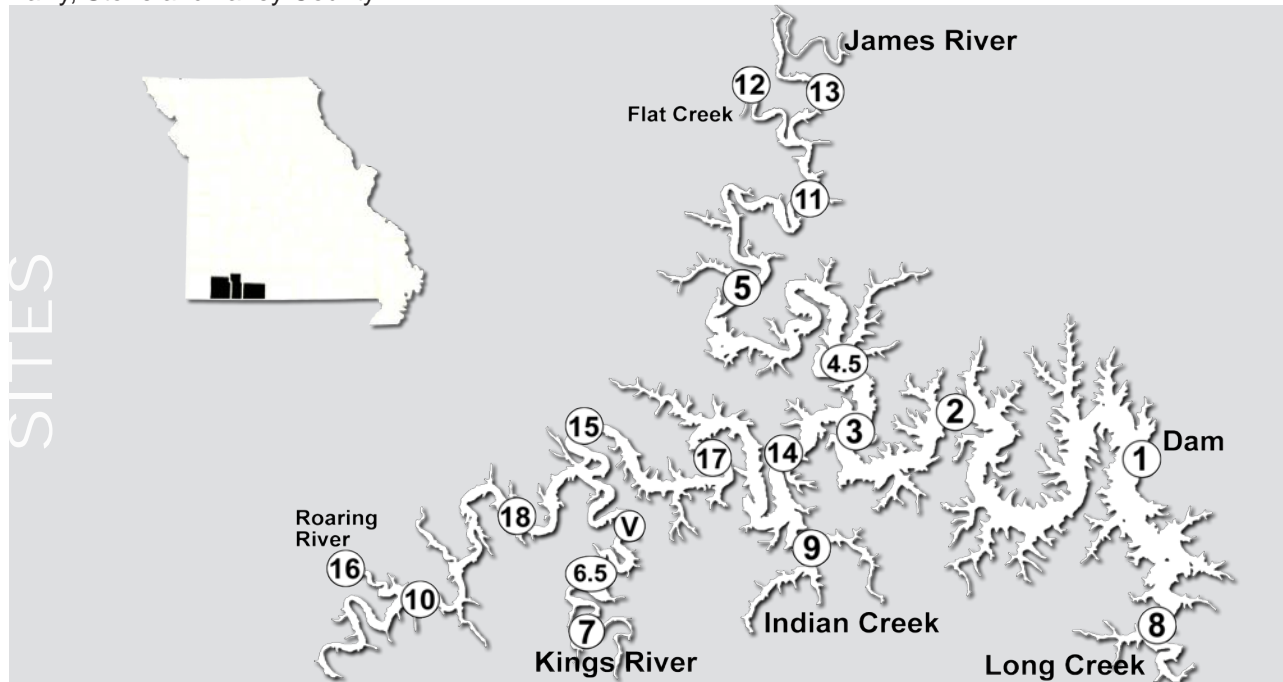 SITES
James River
12
13
Flat Creek
11
5
4.5
2
3
15
14
17
1
Dam
Roaring
River
18
V
9
16
6.5
10
Indian Creek
7
8
Kings River
Long Creek